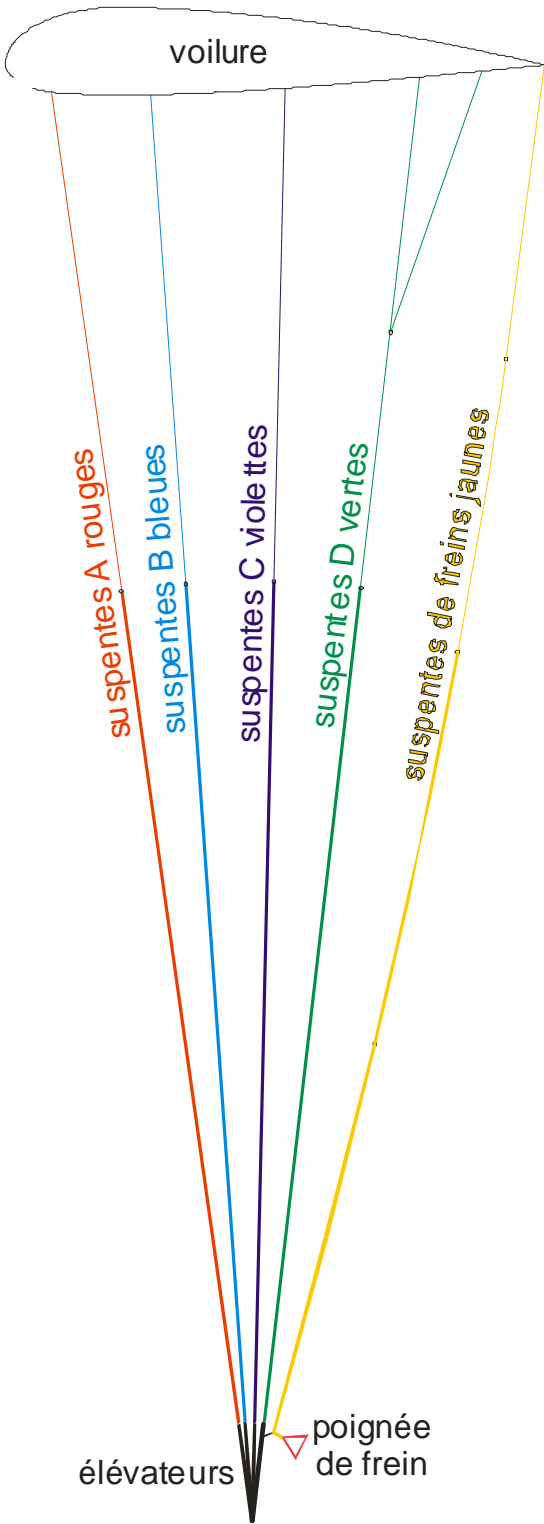 voilure
suspentes A rouges
suspentes B bleues
suspentes C violettes
suspentes D vertes
suspentes de freins jaunes
poignée
de frein
élévateurs